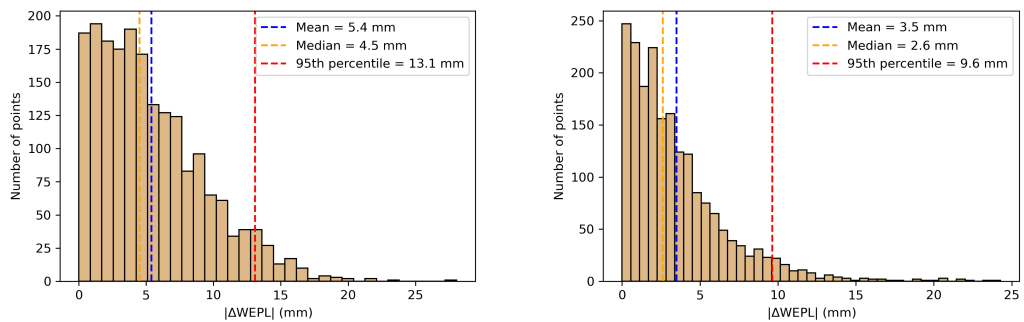 Mean = 5.4 mm
Median = 4.5 mm
95th percentile = 13.1 mm
200
175
150
125
100
75
50
25
0
Number of points
0 5 10 15 20 25
|ΔWEPL| (mm)
Mean = 3.5 mm
Median = 2.6 mm
95th percentile = 9.6 mm
250
200
150
100
50
0
Number of points
0 5 10 15 20 25
|ΔWEPL| (mm)